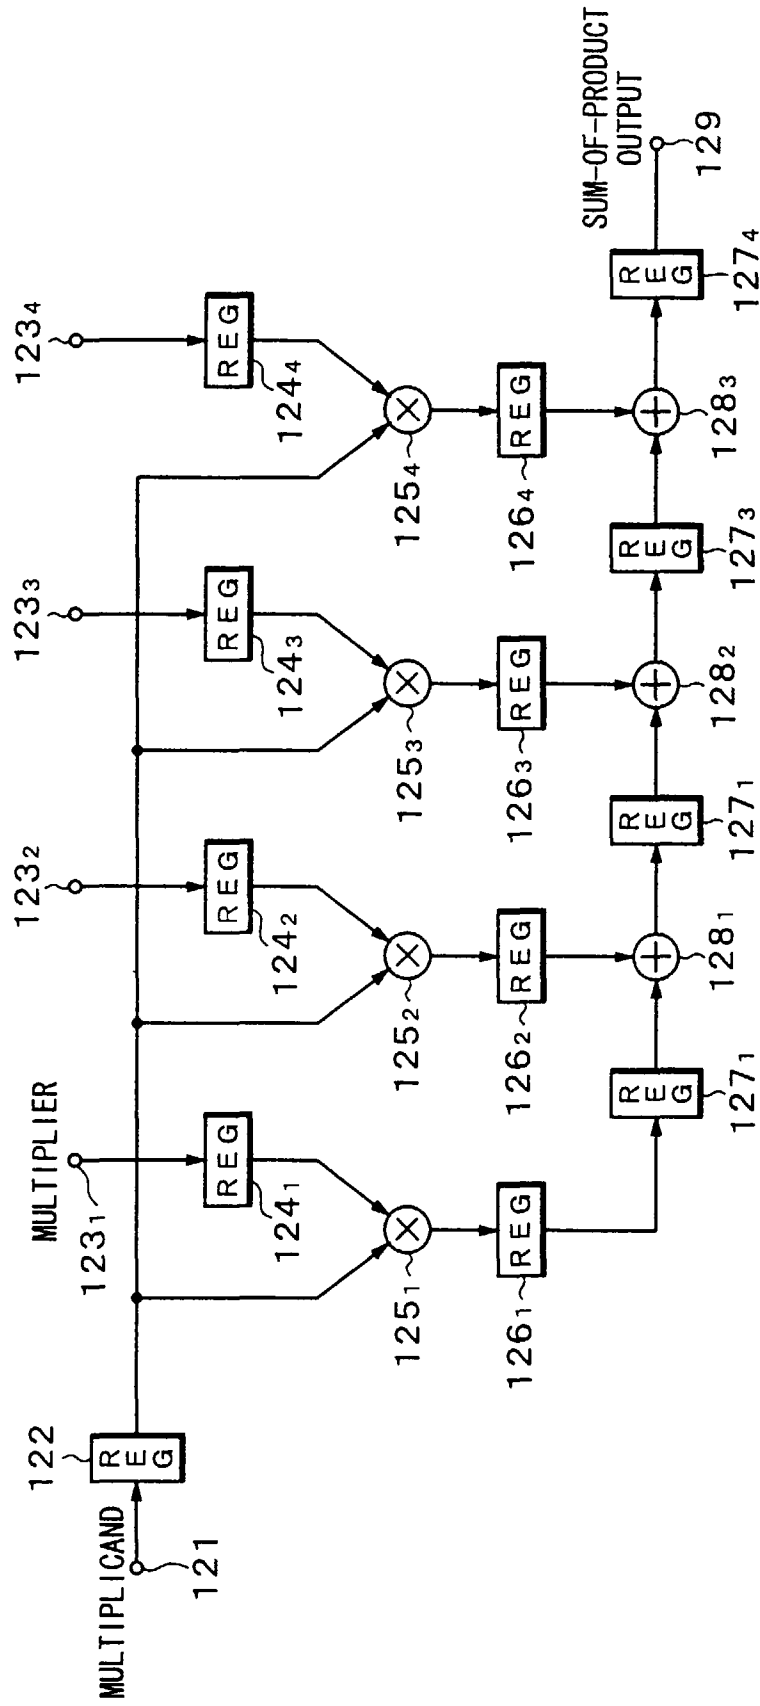 MULTIPLICAND
121
122
REG
MULTIPLIER
123₁
123₂
123₃
123₄
REG
124₁
REG
124₂
REG
124₃
REG
124₄
125₁
125₂
125₃
125₄
REG
126₁
REG
126₂
REG
126₃
REG
126₄
REG
127₁
128₁
REG
127₁
128₂
REG
127₃
128₃
REG
127₄
SUM-OF-PRODUCT
OUTPUT
129